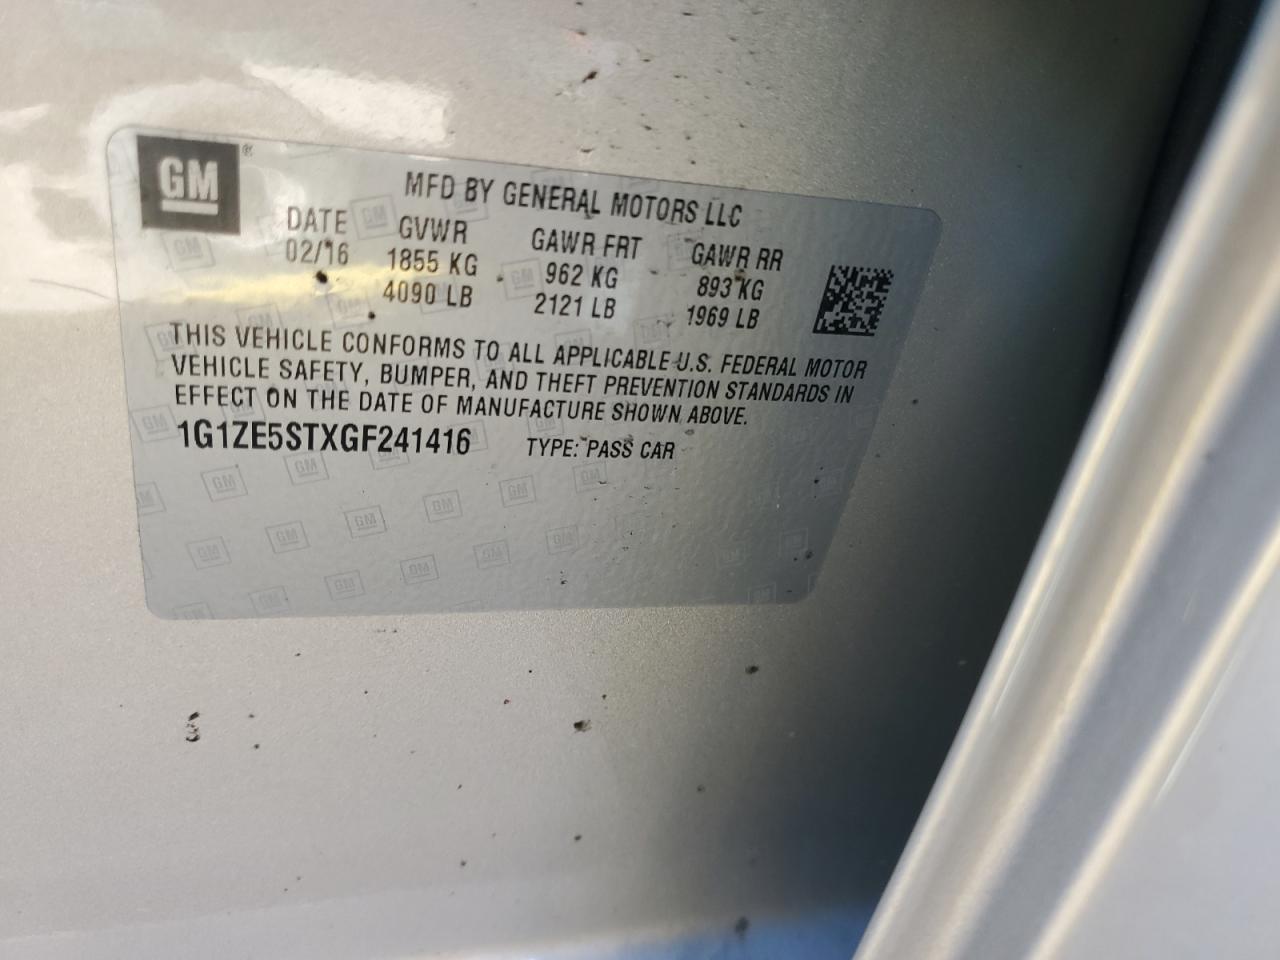 GM®
MFD BY GENERAL MOTORS LLC
DATE GVWR GAWR FRT GAWR RR
02/16 1855 KG 962 KG 893 KG
4090 LB 2121 LB 1969 LB
THIS VEHICLE CONFORMS TO ALL APPLICABLE U.S. FEDERAL MOTOR
VEHICLE SAFETY, BUMPER, AND THEFT PREVENTION STANDARDS IN
EFFECT ON THE DATE OF MANUFACTURE SHOWN ABOVE.
1G1ZE5STXGF241416 TYPE: PASS CAR